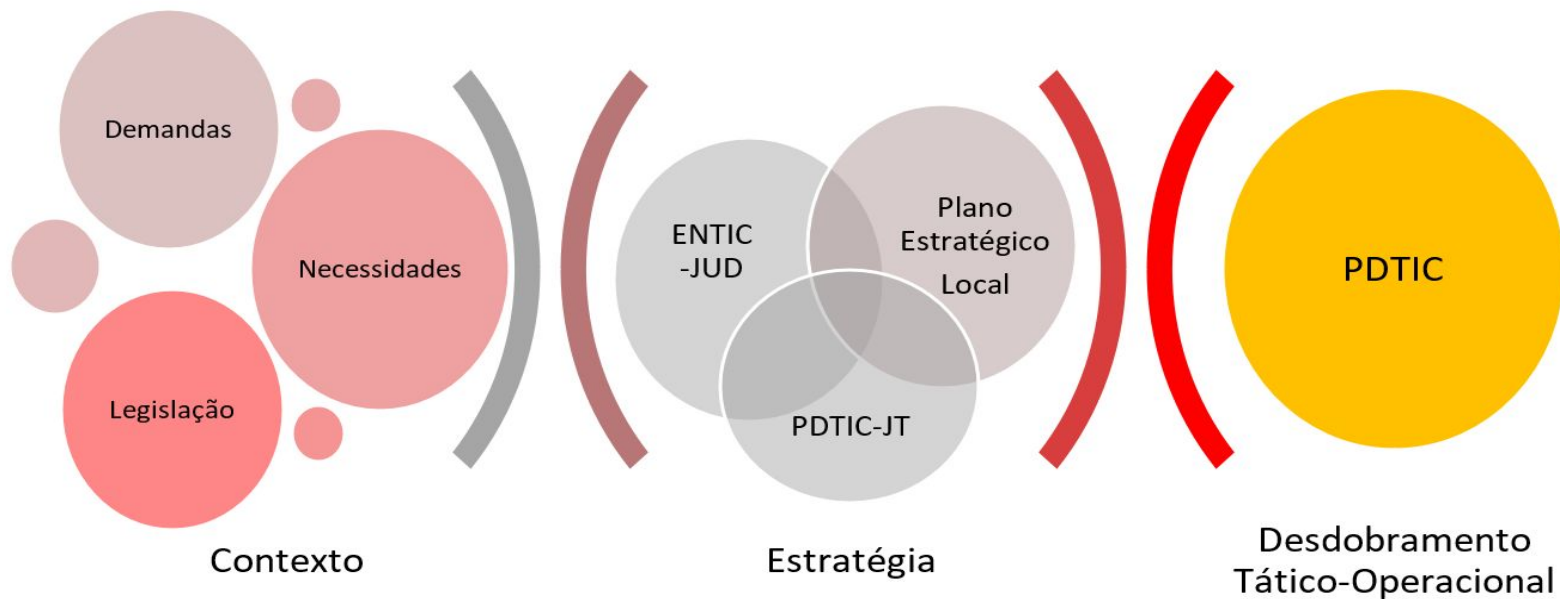 Demandas
Necessidades
Legislação
Contexto
ENTIC
-JUD
Plano
Estratégico
Local
PDTIC-JT
Estratégia
PDTIC
Desdobramento
Tático-Operacional